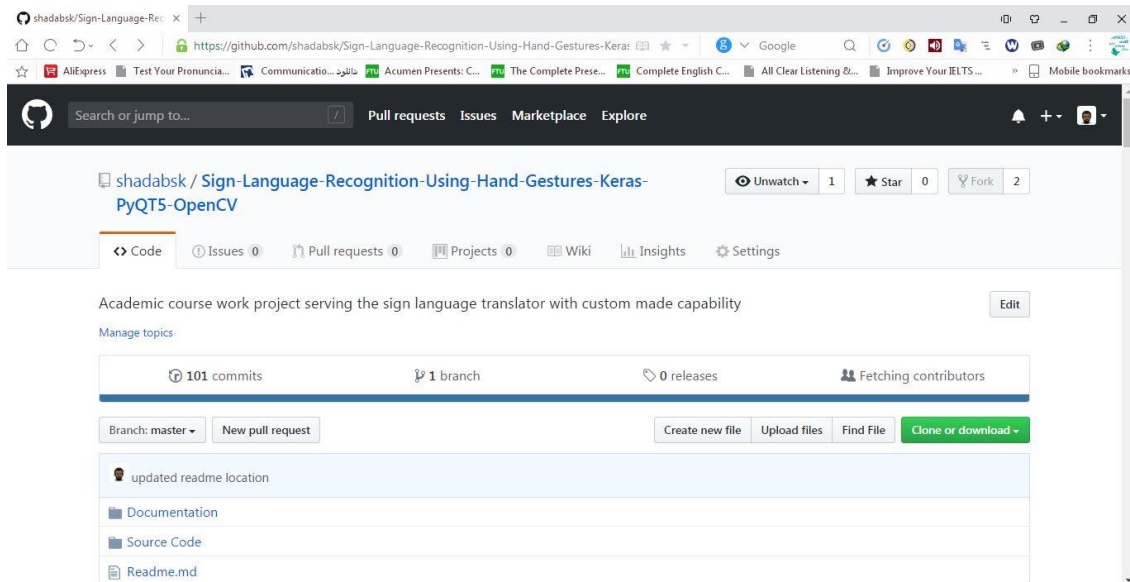 shadabsk/Sign-Language-Rec
https://github.com/shadabsk/Sign-Language-Recognition-Using-Hand-Gestures-Keras Google
AliExpress Test Your Pronuncia... Communicatio... دانلود FTU Acumen Presents: C... FTU The Complete Prese... FTU Complete English C... All Clear Listening &... Improve Your IELTS ... » Mobile bookmarks
Search or jump to... / Pull requests Issues Marketplace Explore
shadabsk / Sign-Language-Recognition-Using-Hand-Gestures-Keras-
PyQT5-OpenCV
Unwatch 1 Star 0 Fork 2
Code Issues 0 Pull requests 0 Projects 0 Wiki Insights Settings
Academic course work project serving the sign language translator with custom made capability
Edit
Manage topics
101 commits 1 branch 0 releases Fetching contributors
Branch: master New pull request Create new file Upload files Find File Clone or download
updated readme location
Documentation
Source Code
Readme.md